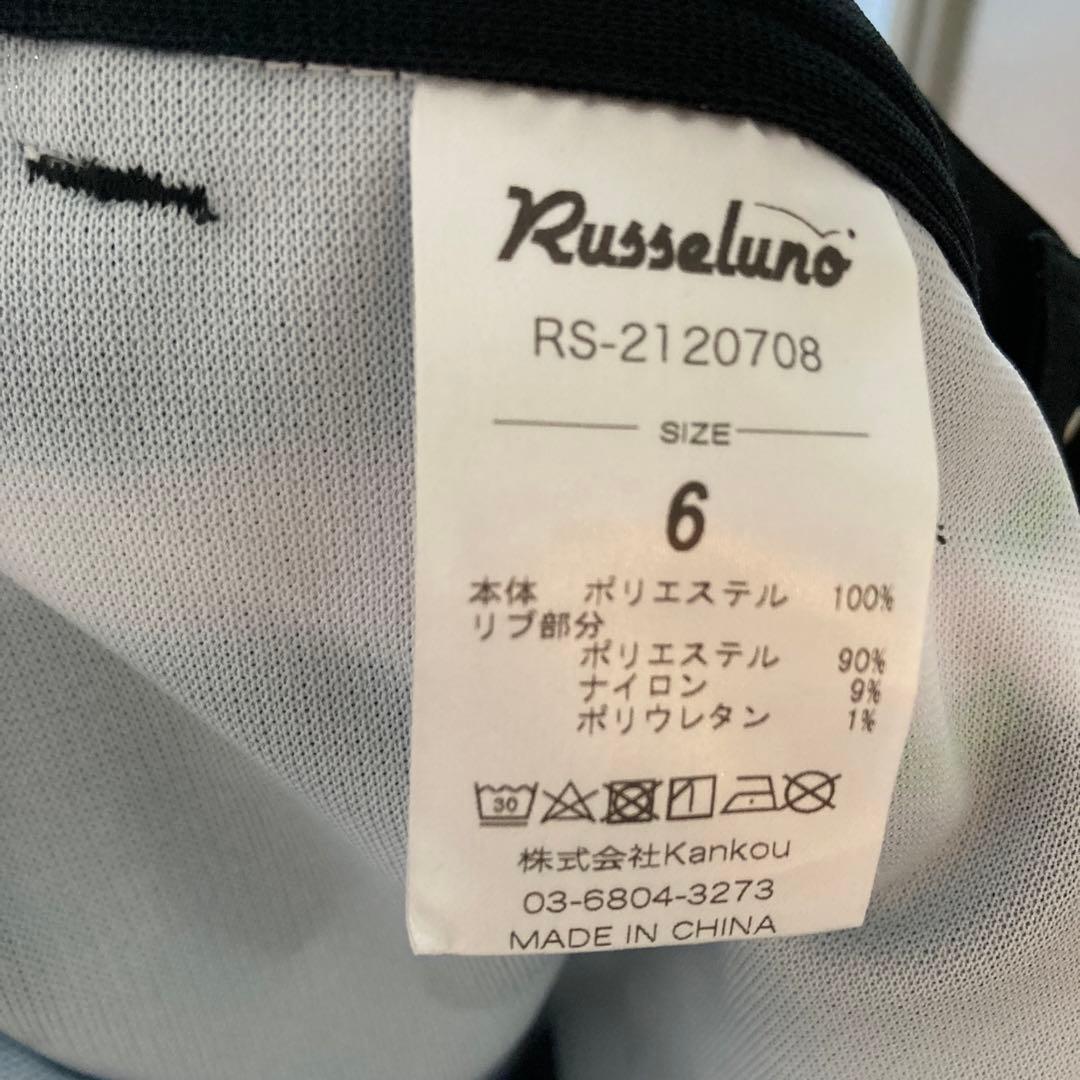 Russeluno
RS-2120708
SIZE
6
本体 ポリエステル 100%
リブ部分
ポリエステル 90%
ナイロン 9%
ポリウレタン 1%
30
株式会社Kankou
03-6804-3273
MADE IN CHINA